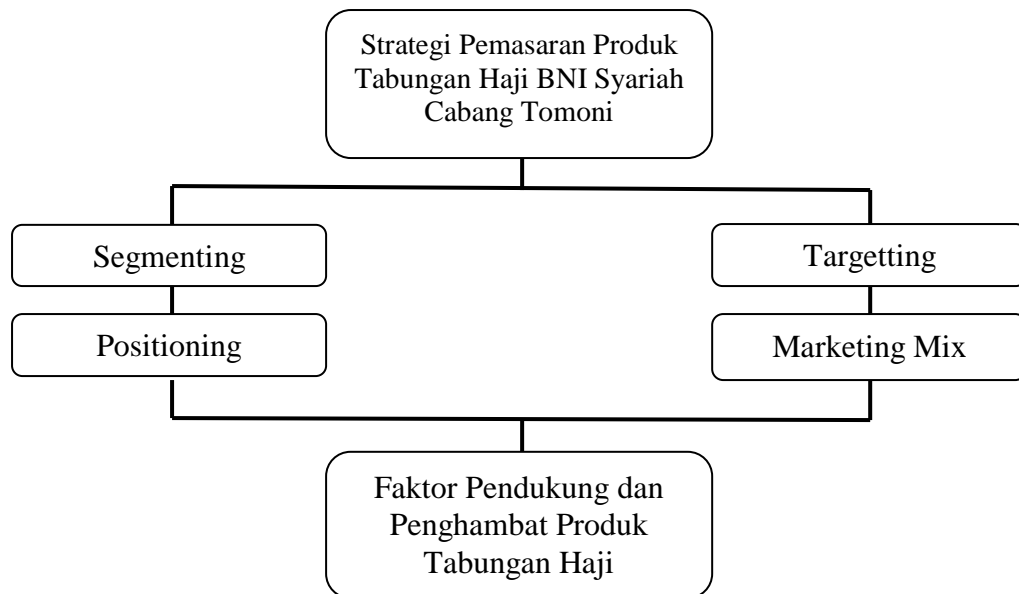 Strategi Pemasaran Produk
Tabungan Haji BNI Syariah
Cabang Tomoni
Segmenting
Targetting
Positioning
Marketing Mix
Faktor Pendukung dan
Penghambat Produk
Tabungan Haji